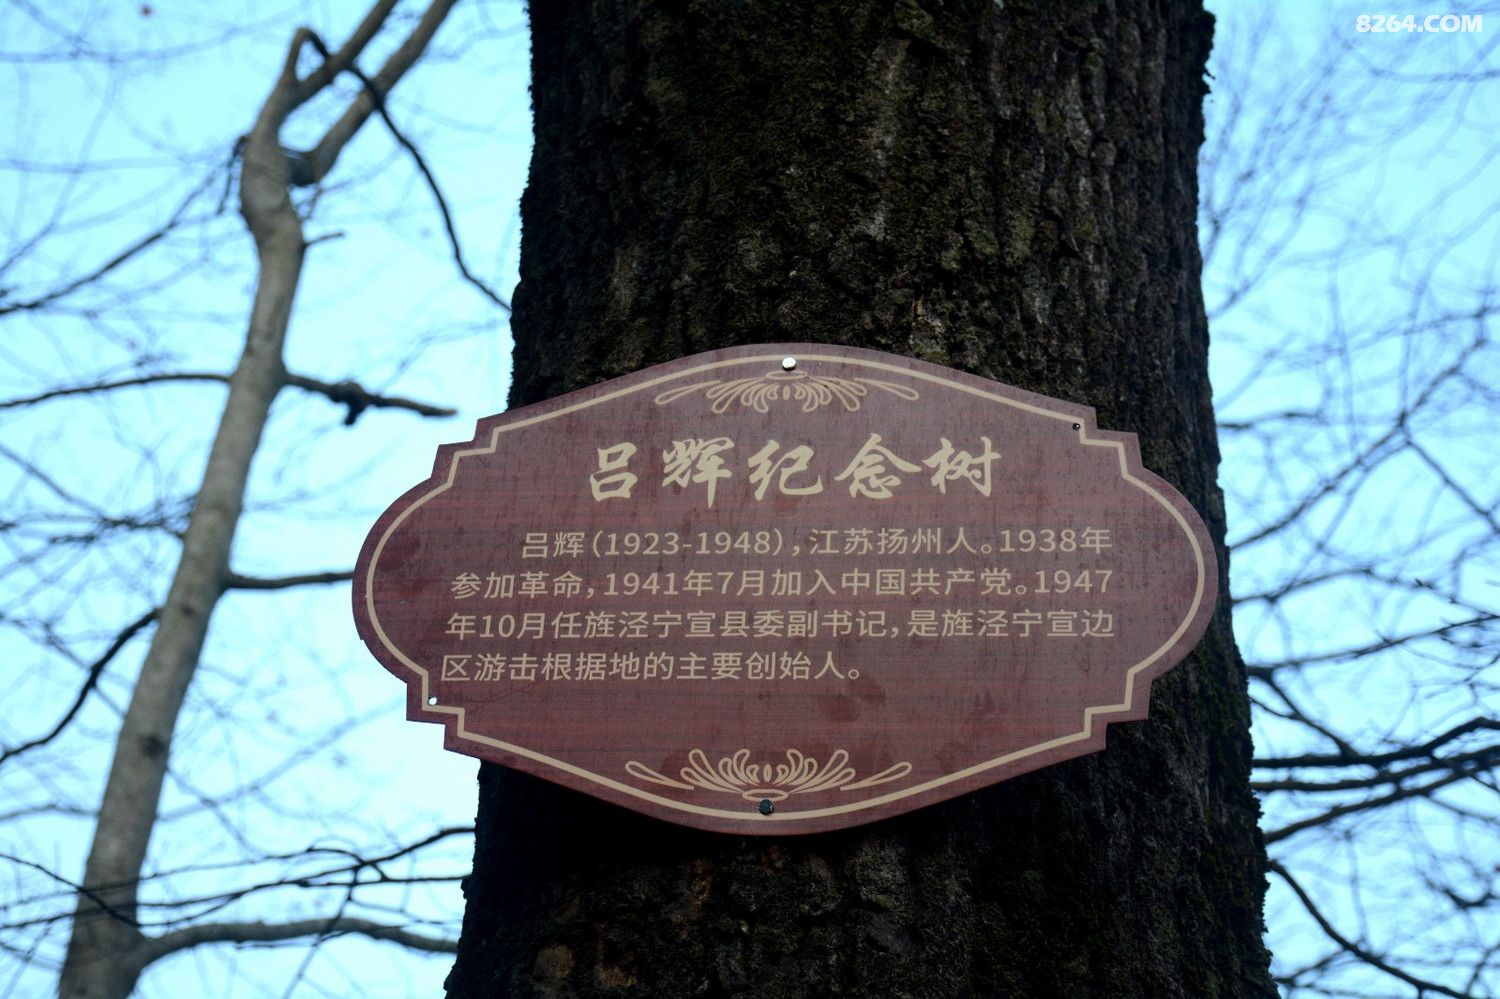 8264.COM
吕辉纪念树
吕辉(1923-1948),江苏扬州人。1938年
参加革命,1941年7月加入中国共产党。1947
年10月任旌泾宁宣县委副书记,是旌泾宁宣边
区游击根据地的主要创始人。